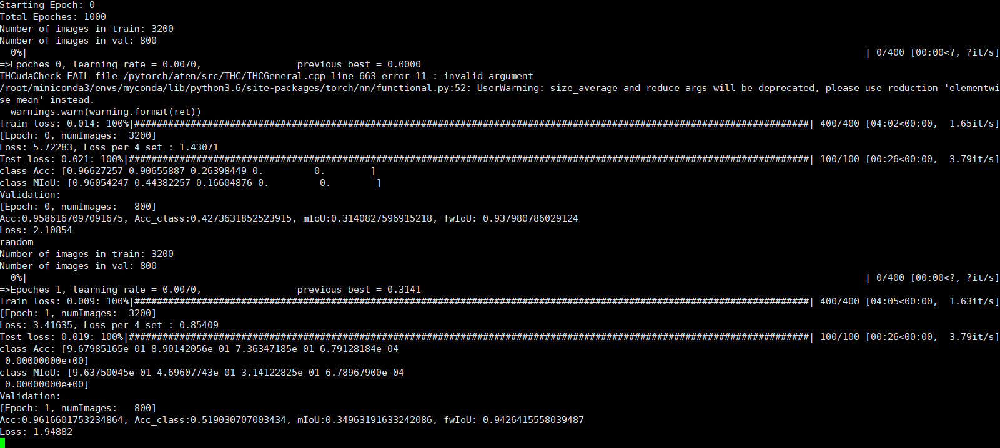 Starting Epoch: 0
Total Epoches: 1000
Number of images in train: 3200
Number of images in val: 800
  0%|                                                                                                                                                     | 0/400 [00:00<?, ?it/s]
=>Epoches 0, learning rate = 0.0070,                 previous best = 0.0000
THCudaCheck FAIL file=/pytorch/aten/src/THC/THCGeneral.cpp line=663 error=11 : invalid argument
/root/miniconda3/envs/myconda/lib/python3.6/site-packages/torch/nn/functional.py:52: UserWarning: size_average and reduce args will be deprecated, please use reduction='elementwi
se_mean' instead.
  warnings.warn(warning.format(ret))
Train loss: 0.014: 100%|########################################################################################################################| 400/400 [04:02<00:00,  1.65it/s]
[Epoch: 0, numImages:  3200]
Loss: 5.72283, Loss per 4 set : 1.43071
Test loss: 0.021: 100%|#########################################################################################################################| 100/100 [00:26<00:00,  3.79it/s]
class Acc: [0.96627257 0.90655887 0.26398449 0.         0.        ]
class MIoU: [0.96054247 0.44382257 0.16604876 0.         0.        ]
Validation:
[Epoch: 0, numImages:   800]
Acc:0.9586167097091675, Acc_class:0.4273631852523915, mIoU:0.3140827596915218, fwIoU: 0.937980786029124
Loss: 2.10854
random
Number of images in train: 3200
Number of images in val: 800
  0%|                                                                                                                                                     | 0/400 [00:00<?, ?it/s]
=>Epoches 1, learning rate = 0.0070,                 previous best = 0.3141
Train loss: 0.009: 100%|########################################################################################################################| 400/400 [04:05<00:00,  1.63it/s]
[Epoch: 1, numImages:  3200]
Loss: 3.41635, Loss per 4 set : 0.85409
Test loss: 0.019: 100%|#########################################################################################################################| 100/100 [00:26<00:00,  3.79it/s]
class Acc: [9.67985165e-01 8.90142056e-01 7.36347185e-01 6.79128184e-04
 0.00000000e+00]
class MIoU: [9.63750045e-01 4.69607743e-01 3.14122825e-01 6.78967900e-04
 0.00000000e+00]
Validation:
[Epoch: 1, numImages:   800]
Acc:0.9616601753234864, Acc_class:0.519030707003434, mIoU:0.34963191633242086, fwIoU: 0.9426415558039487
Loss: 1.94882